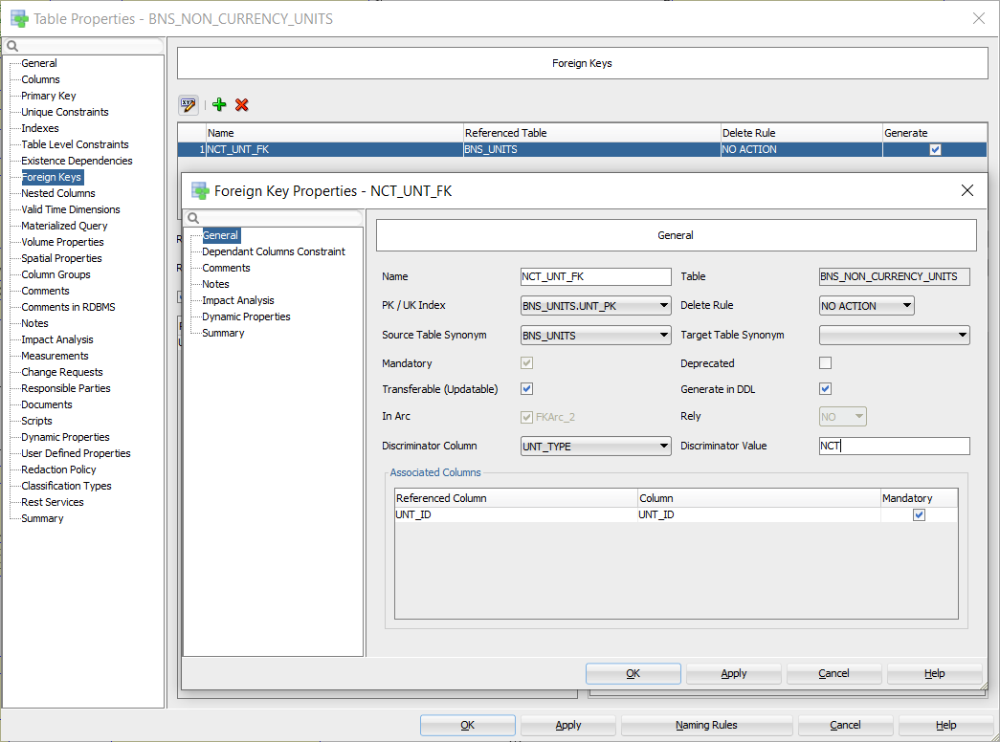 Table Properties - BNS_NON_CURRENCY_UNITS
General
Columns
Primary Key
Unique Constraints
Indexes
Table Level Constraints
Existence Dependencies
Foreign Keys
Nested Columns
Valid Time Dimensions
Materialized Query
Volume Properties
Spatial Properties
Column Groups
Comments
Comments in RDBMS
Notes
Impact Analysis
Measurements
Change Requests
Responsible Parties
Documents
Scripts
Dynamic Properties
User Defined Properties
Redaction Policy
Classification Types
Rest Services
Summary
Foreign Keys
Name Referenced Table Delete Rule Generate
1 NCT_UNT_FK BNS_UNITS NO ACTION
Foreign Key Properties - NCT_UNT_FK
General
Dependant Columns Constraint
Comments
Notes
Impact Analysis
Dynamic Properties
Summary
General
Name NCT_UNT_FK Table BNS_NON_CURRENCY_UNITS
PK / UK Index BNS_UNITS.UNT_PK Delete Rule NO ACTION
Source Table Synonym BNS_UNITS Target Table Synonym
Mandatory Deprecated
Transferable (Updatable) Generate in DDL
In Arc FKArc_2 Rely NO
Discriminator Column UNT_TYPE Discriminator Value NCT
Associated Columns
Referenced Column Column Mandatory
UNT_ID UNT_ID
OK Apply Cancel Help
OK Apply Naming Rules Cancel Help